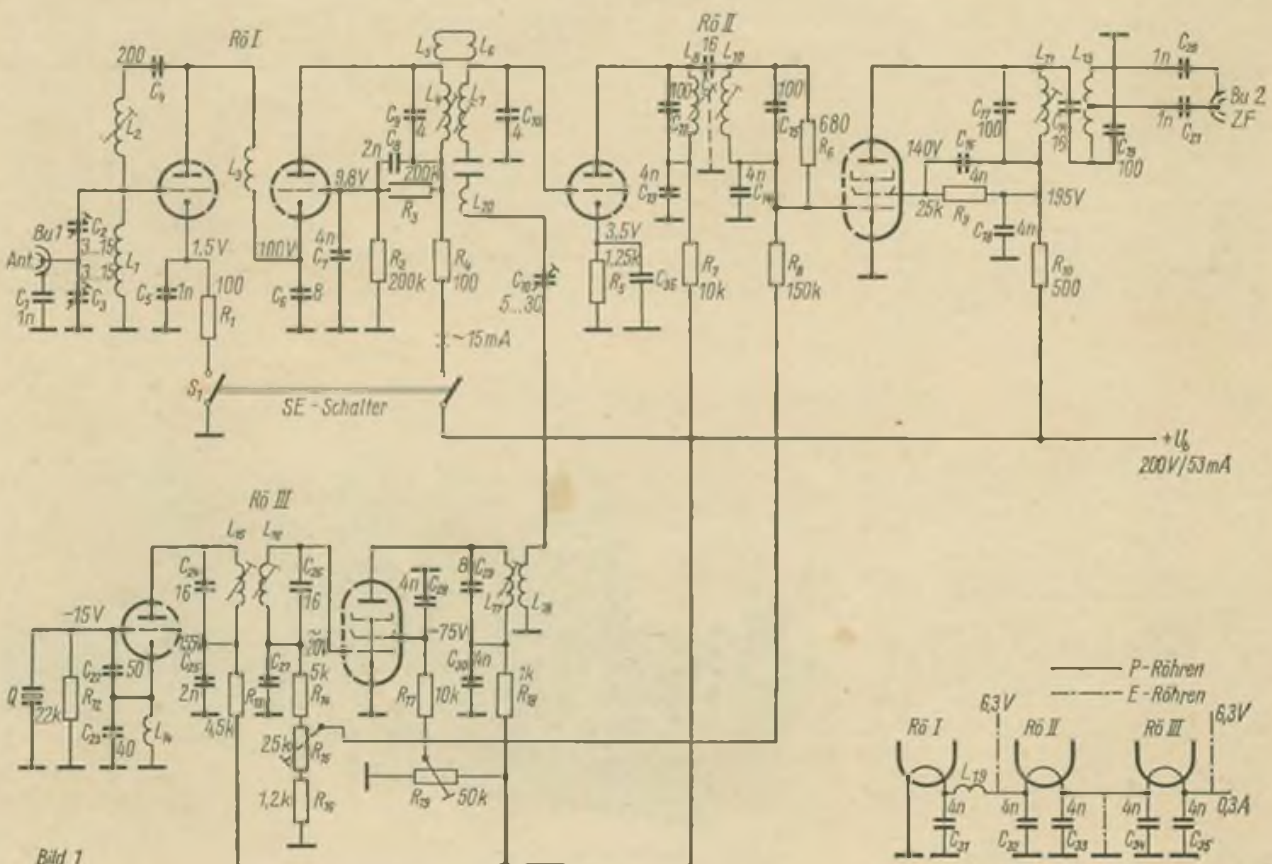 Rö I
Rö II
200
C₄
L₂
L₃
Bu 1
Ant.
C₂
3...15
L₁
3...15
C₃
1n
C₅
1n
1,5V
100
R₁
100V
C₆
8
L₅
L₆
C₉
4
L₇
C₁₀
4
2n
C₈
9,8V
200k
R₃
4n
C₇
R₂
200k
R₄
100
L₂₀
5...30
~15mA
S₁
SE-Schalter
16
L₁₀
100
100
C₁₅
680
R₆
4n
C₁₃
4n
C₁₄
3,5V
1,25k
R₅
C₃₆
R₇
10k
R₈
150k
140V
C₁₇
100
4n
25k
R₉
C₁₈
4n
195V
L₁₁
L₁₃
16
C₁₉
100
1n
C₂₀
1n
C₂₁
Bu 2
ZF
R₁₀
500
+U_b
200V/53mA
Rö III
L₁₅
L₁₆
C₂₄
16
C₂₆
16
-15V
Q
22k
R₁₂
C₂₂
50
C₂₃
40
L₁₄
C₂₅
2n
R₁₃
4,5k
C₂₇
20V
5k
R₁₄
25k
R₁₅
1,2k
R₁₆
4n
C₂₈
~75V
R₁₇
10k
R₁₉
50k
8
C₂₉
C₃₀
4n
L₁₇
L₁₈
1k
R₁₈
P-Röhren
E-Röhren
6,3V
6,3V
Rö I
Rö II
Rö III
L₁₉
4n
C₃₁
4n
C₃₂
4n
C₃₃
4n
C₃₄
4n
C₃₅
0,3A
Bild 1